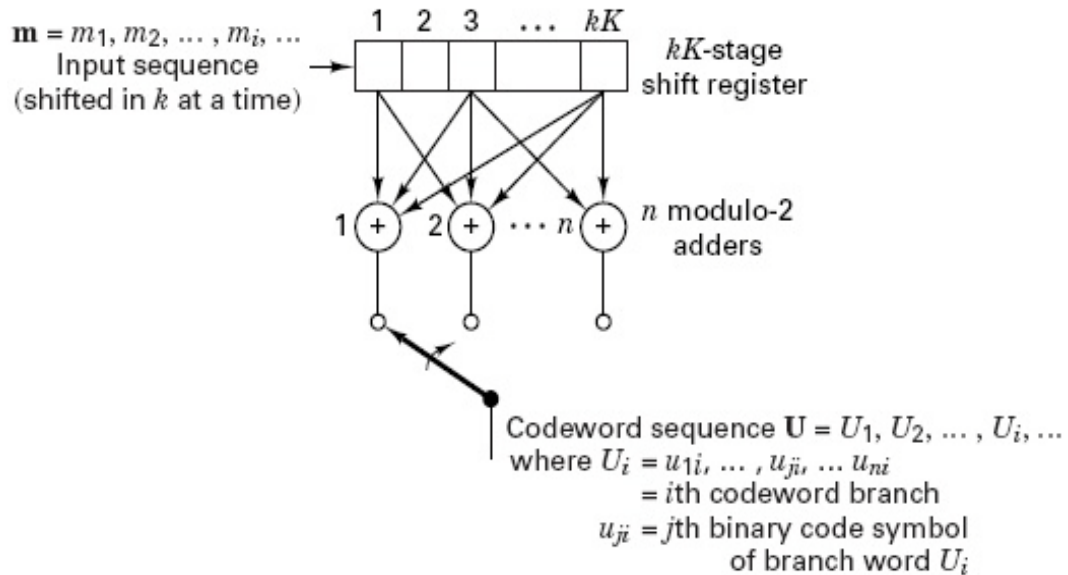 1 2 3 ... kK
m = m₁, m₂, ... , mᵢ, ...
Input sequence
(shifted in k at a time)
kK-stage
shift register
1 + 2 + ... n +
n modulo-2
adders
Codeword sequence U = U₁, U₂, ... , Uᵢ, ...
where Uᵢ = u₁ᵢ, ... , uⱼᵢ, ... uₙᵢ
= ith codeword branch
uⱼᵢ = jth binary code symbol
of branch word Uᵢ